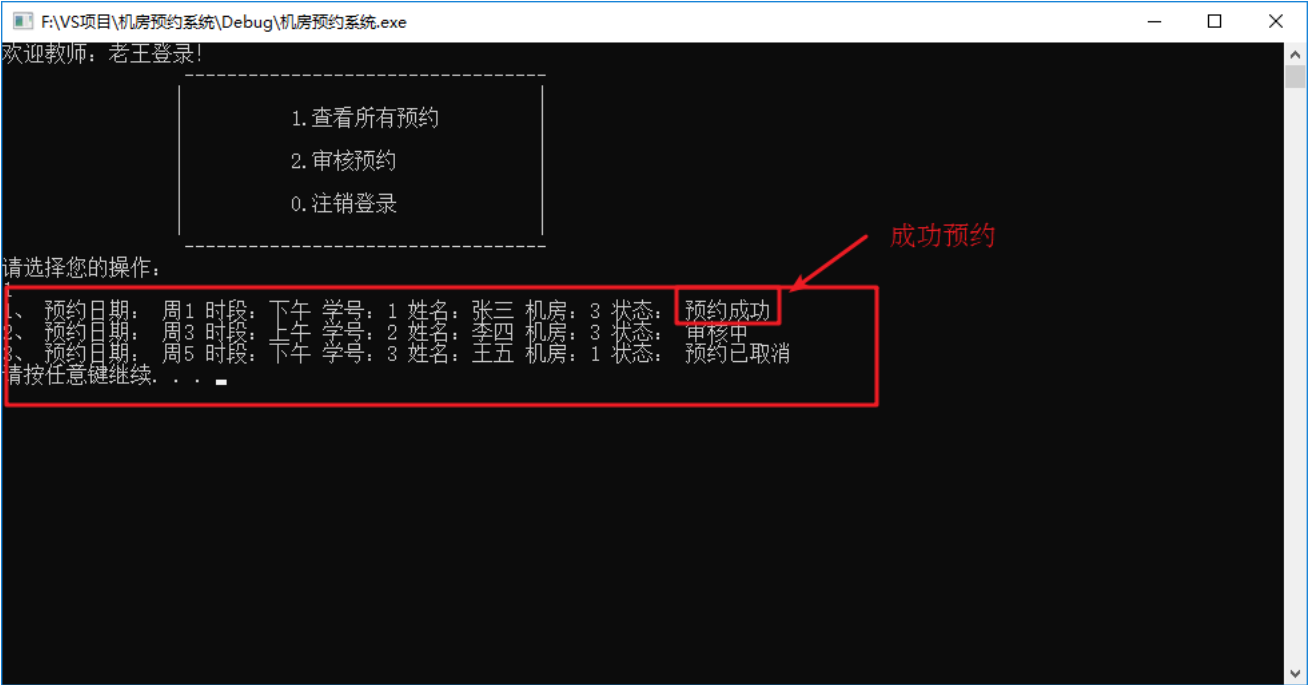 F:\VS项目\机房预约系统\Debug\机房预约系统.exe
欢迎教师：老王登录！
1.查看所有预约
2.审核预约
0.注销登录
成功预约
请选择您的操作：
1
1、 预约日期： 周1 时段：下午 学号：1 姓名：张三 机房：3 状态： 预约成功
2、 预约日期： 周3 时段：上午 学号：2 姓名：李四 机房：3 状态： 审核中
3、 预约日期： 周5 时段：下午 学号：3 姓名：王五 机房：1 状态： 预约已取消
请按任意键继续. . .